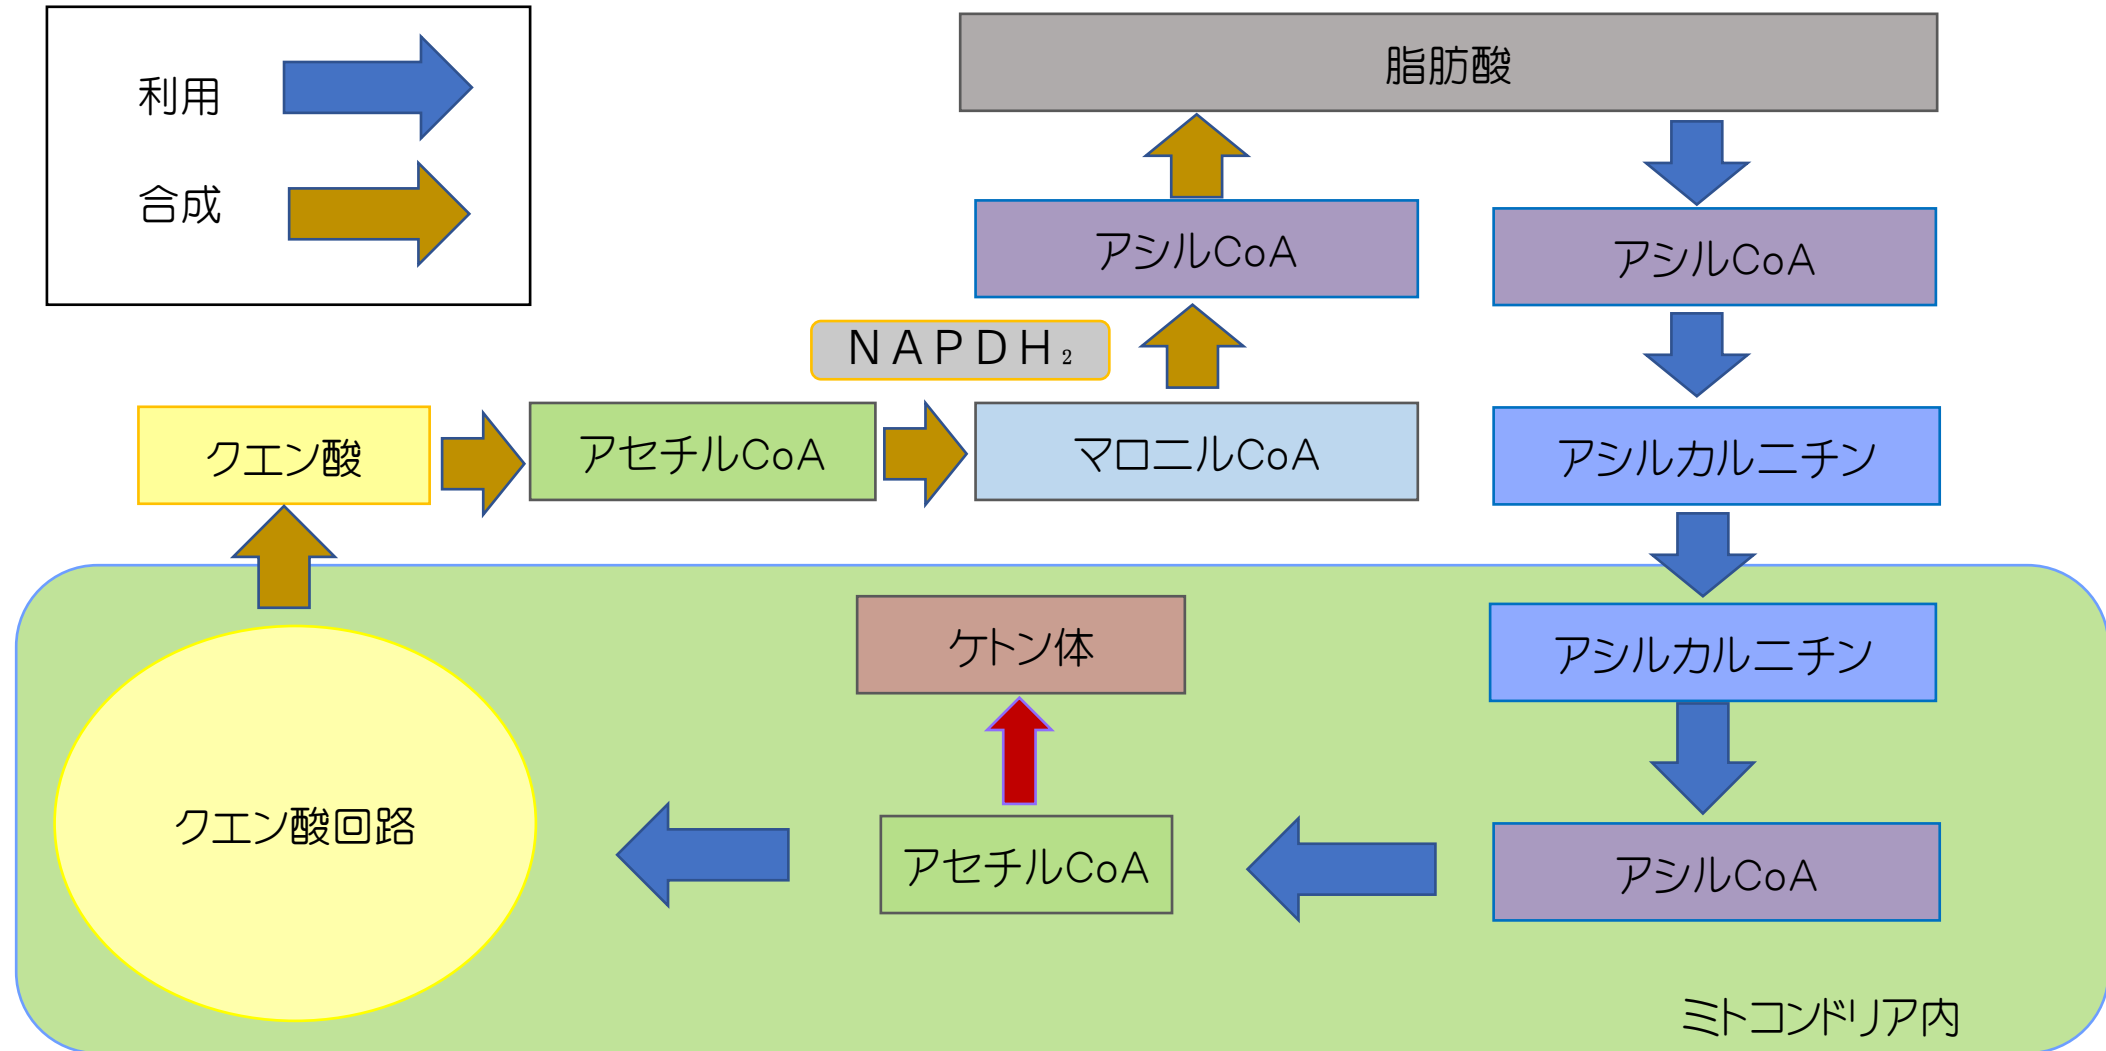 利用
合成
脂肪酸
アシルCoA
アシルCoA
ＮＡＰＤＨ₂
クエン酸
アセチルCoA
マロニルCoA
アシルカルニチン
ケトン体
アシルカルニチン
クエン酸回路
アセチルCoA
アシルCoA
ミトコンドリア内